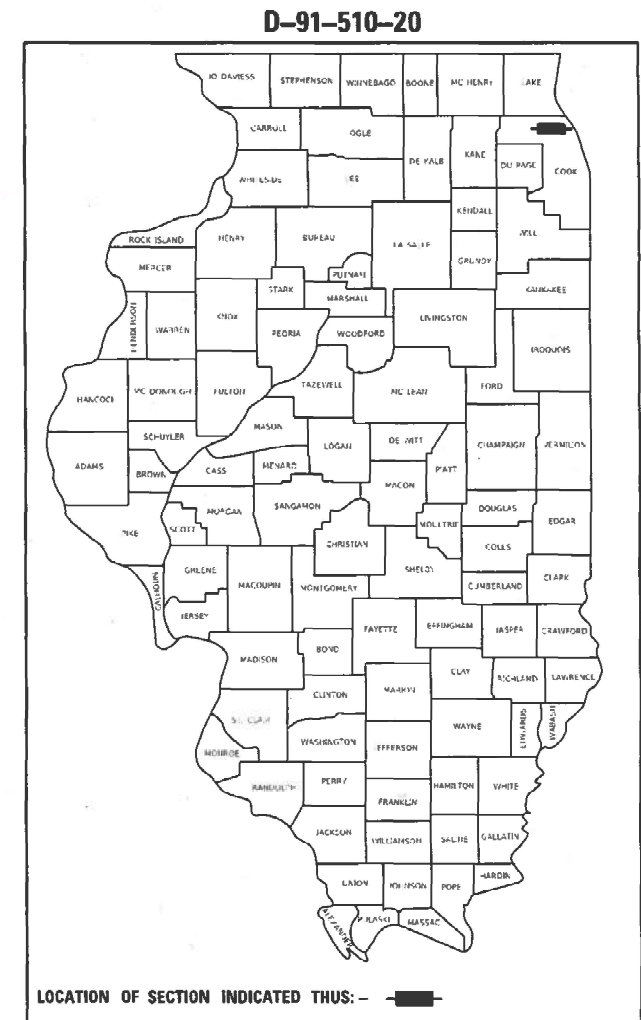 D-91-510-20
JO DAVIESS STEPHENSON WINNEBAGO BOONE MC HENRY LAKE
CARROLL OGLE DE KALB KANE DU PAGE COOK
WHITESIDE LEE
KENDALL WILL
ROCK ISLAND HENRY BUREAU LA SALLE GRUNDY
MERCER PUTNAM
STARK MARSHALL KANKAKEE
HENDERSON WARREN KNOX PEORIA WOODFORD LIVINGSTON IROQUOIS
HANCOCK MC DONOUGH FULTON TAZEWELL MC LEAN FORD
MASON
SCHUYLER LOGAN DE WITT CHAMPAIGN VERMILION
ADAMS BROWN CASS MENARD PIATT
MACON
PIKE SCOTT MORGAN SANGAMON MOULTRIE DOUGLAS EDGAR
CHRISTIAN COLES
CALHOUN GREENE MACOUPIN MONTGOMERY SHELBY CUMBERLAND CLARK
JERSEY FAYETTE EFFINGHAM JASPER CRAWFORD
MADISON BOND
CLINTON MARION CLAY RICHLAND LAWRENCE
ST. CLAIR WAYNE EDWARDS WABASH
MONROE WASHINGTON JEFFERSON
RANDOLPH PERRY FRANKLIN HAMILTON WHITE
JACKSON WILLIAMSON SALINE GALLATIN
UNION JOHNSON POPE HARDIN
ALEXANDER PULASKI MASSAC
LOCATION OF SECTION INDICATED THUS: -